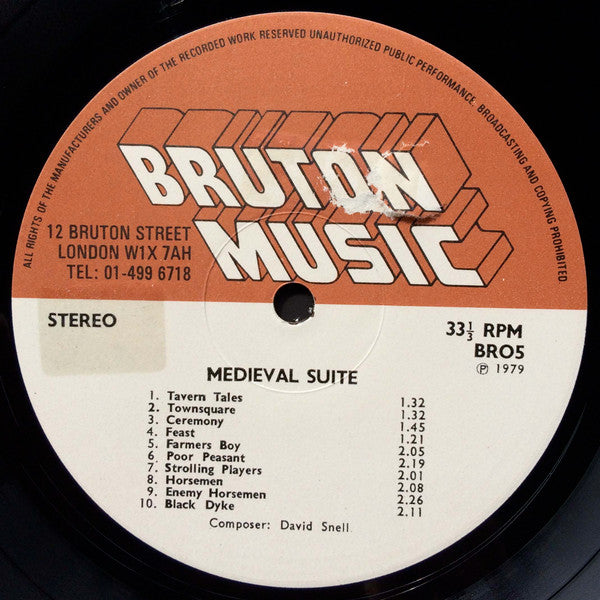 ALL RIGHTS OF THE MANUFACTURERS AND OWNER OF THE RECORDED WORK RESERVED UNAUTHORIZED PUBLIC PERFORMANCE, BROADCASTING AND COPYING PROHIBITED
BRUTON
MUSIC
12 BRUTON STREET
LONDON W1X 7AH
TEL: 01-499 6718
STEREO
33⅓ RPM
BRO5
℗ 1979
MEDIEVAL SUITE
1. Tavern Tales 1.32
2. Townsquare 1.32
3. Ceremony 1.45
4. Feast 1.21
5. Farmers Boy 2.05
6. Poor Peasant 2.19
7. Strolling Players 2.01
8. Horsemen 2.08
9. Enemy Horsemen 2.26
10. Black Dyke 2.11
Composer: David Snell